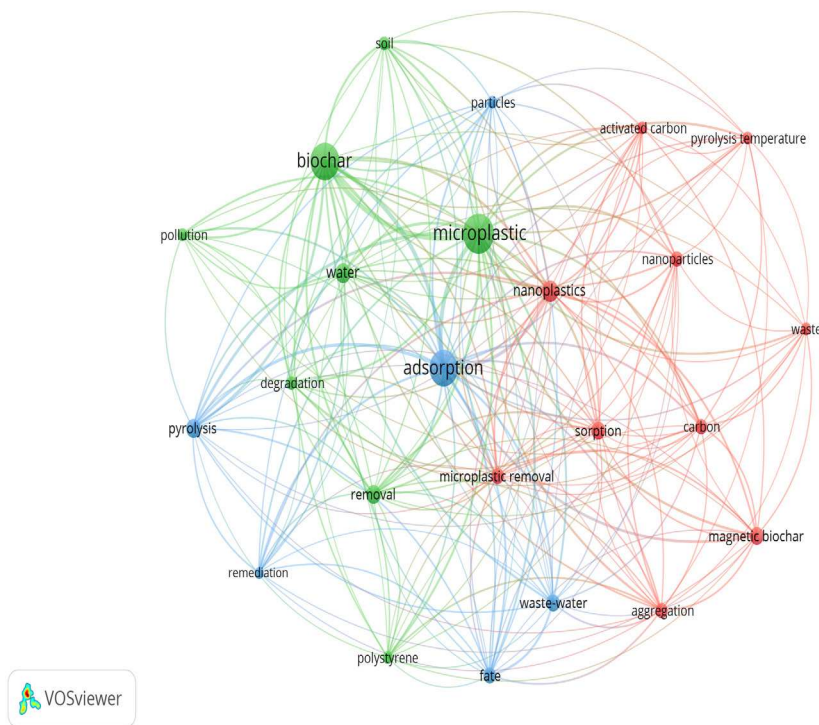 soil
particles
activated carbon
pyrolysis temperature
biochar
pollution
microplastic
water
nanoparticles
nanoplastics
waste
adsorption
degradation
pyrolysis
sorption
carbon
microplastic removal
removal
magnetic biochar
remediation
waste-water
aggregation
polystyrene
fate
VOSviewer